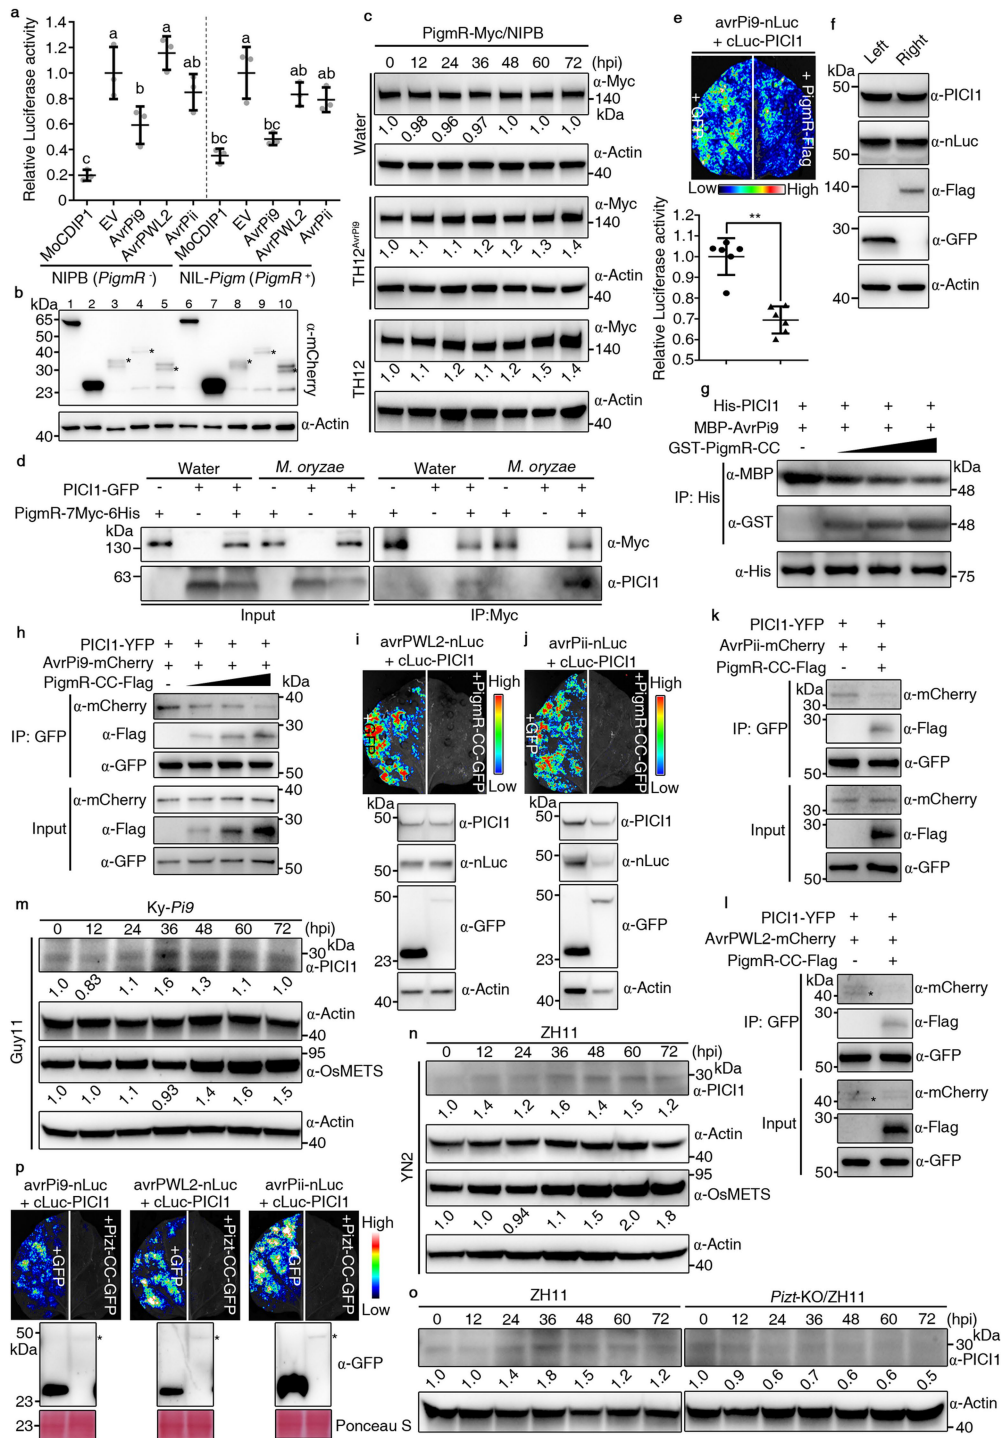 a
Relative Luciferase activity
1.4
1.2
1.0
0.8
0.6
0.4
0.2
0
c a b a ab bc a bc ab ab
MoCDIP1 EV AvrPi9 AvrPWL2 AvrPii MoCDIP1 EV AvrPi9 AvrPWL2 AvrPii
NIPB (PigmR -) NIL-Pigm (PigmR +)
b
kDa 1 2 3 4 5 6 7 8 9 10
65
50
40
30
23
* * * * * *
α-mCherry
40
α-Actin
c
PigmR-Myc/NIPB
0 12 24 36 48 60 72 (hpi)
Water
α-Myc
140
kDa
1.0 0.98 0.96 0.97 1.0 1.0 1.0
α-Actin
40
TH12AvrPi9
α-Myc
140
1.0 1.1 1.1 1.2 1.2 1.3 1.4
α-Actin
40
TH12
α-Myc
140
1.0 1.1 1.2 1.1 1.2 1.5 1.4
α-Actin
40
d
Water M. oryzae Water M. oryzae
PICI1-GFP - + + - + + - + + - + +
PigmR-7Myc-6His + - + + - + + - + + - +
kDa
130
α-Myc
63
α-PICI1
Input IP:Myc
e
avrPi9-nLuc
+ cLuc-PICI1
+GFP
+ PigmR-Flag
Low High
Relative Luciferase activity
1.2
1.1
1.0
0.9
0.8
0.7
0.6
0.5
**
f
Left Right
kDa
50
α-PICI1
50
α-nLuc
140
α-Flag
30
α-GFP
40
α-Actin
g
His-PICI1 + + + +
MBP-AvrPi9 + + + +
GST-PigmR-CC -
kDa
IP: His
α-MBP
48
α-GST
48
α-His
75
h
PICI1-YFP + + + +
AvrPi9-mCherry + + + +
PigmR-CC-Flag - kDa
IP: GFP
α-mCherry 40
α-Flag 30
α-GFP 50
Input
α-mCherry 40
α-Flag 30
α-GFP 50
i
avrPWL2-nLuc
+ cLuc-PICI1
+GFP
+PigmR-CC-GFP
High
Low
kDa
50
α-PICI1
50
α-nLuc
50
α-GFP
23
40
α-Actin
j
avrPii-nLuc
+ cLuc-PICI1
+GFP
+PigmR-CC-GFP
High
Low
kDa
50
α-PICI1
50
α-nLuc
50
α-GFP
23
40
α-Actin
k
PICI1-YFP + +
AvrPii-mCherry + +
PigmR-CC-Flag - +
kDa
40
IP: GFP
α-mCherry
30
30
α-Flag
50
α-GFP
Input
40
α-mCherry
30
30
α-Flag
50
α-GFP
l
PICI1-YFP + +
AvrPWL2-mCherry + +
PigmR-CC-Flag - +
kDa
IP: GFP
40
* α-mCherry
30
α-Flag
50
α-GFP
Input
40
* α-mCherry
30
α-Flag
50
α-GFP
m
Ky-Pi9
0 12 24 36 48 60 72 (hpi)
Guy11
30 kDa
α-PICI1
1.0 0.83 1.1 1.6 1.3 1.1 1.0
α-Actin
40
95
α-OsMETS
1.0 1.0 1.1 0.93 1.4 1.6 1.5
α-Actin
40
n
ZH11
0 12 24 36 48 60 72 (hpi)
YN2
30 kDa
α-PICI1
1.0 1.4 1.2 1.6 1.4 1.5 1.2
α-Actin
40
95
α-OsMETS
1.0 1.0 0.94 1.1 1.5 2.0 1.8
α-Actin
40
o
ZH11 Pizt-KO/ZH11
0 12 24 36 48 60 72 0 12 24 36 48 60 72 (hpi)
30 kDa
α-PICI1
1.0 1.0 1.4 1.8 1.5 1.2 1.2 1.0 0.9 0.6 0.7 0.6 0.6 0.5
α-Actin
40
p
avrPi9-nLuc avrPWL2-nLuc avrPii-nLuc
+ cLuc-PICI1 + cLuc-PICI1 + cLuc-PICI1
+GFP +Pizt-CC-GFP +GFP +Pizt-CC-GFP +GFP +Pizt-CC-GFP
High
Low
50
kDa
* * *
α-GFP
23
23
Ponceau S